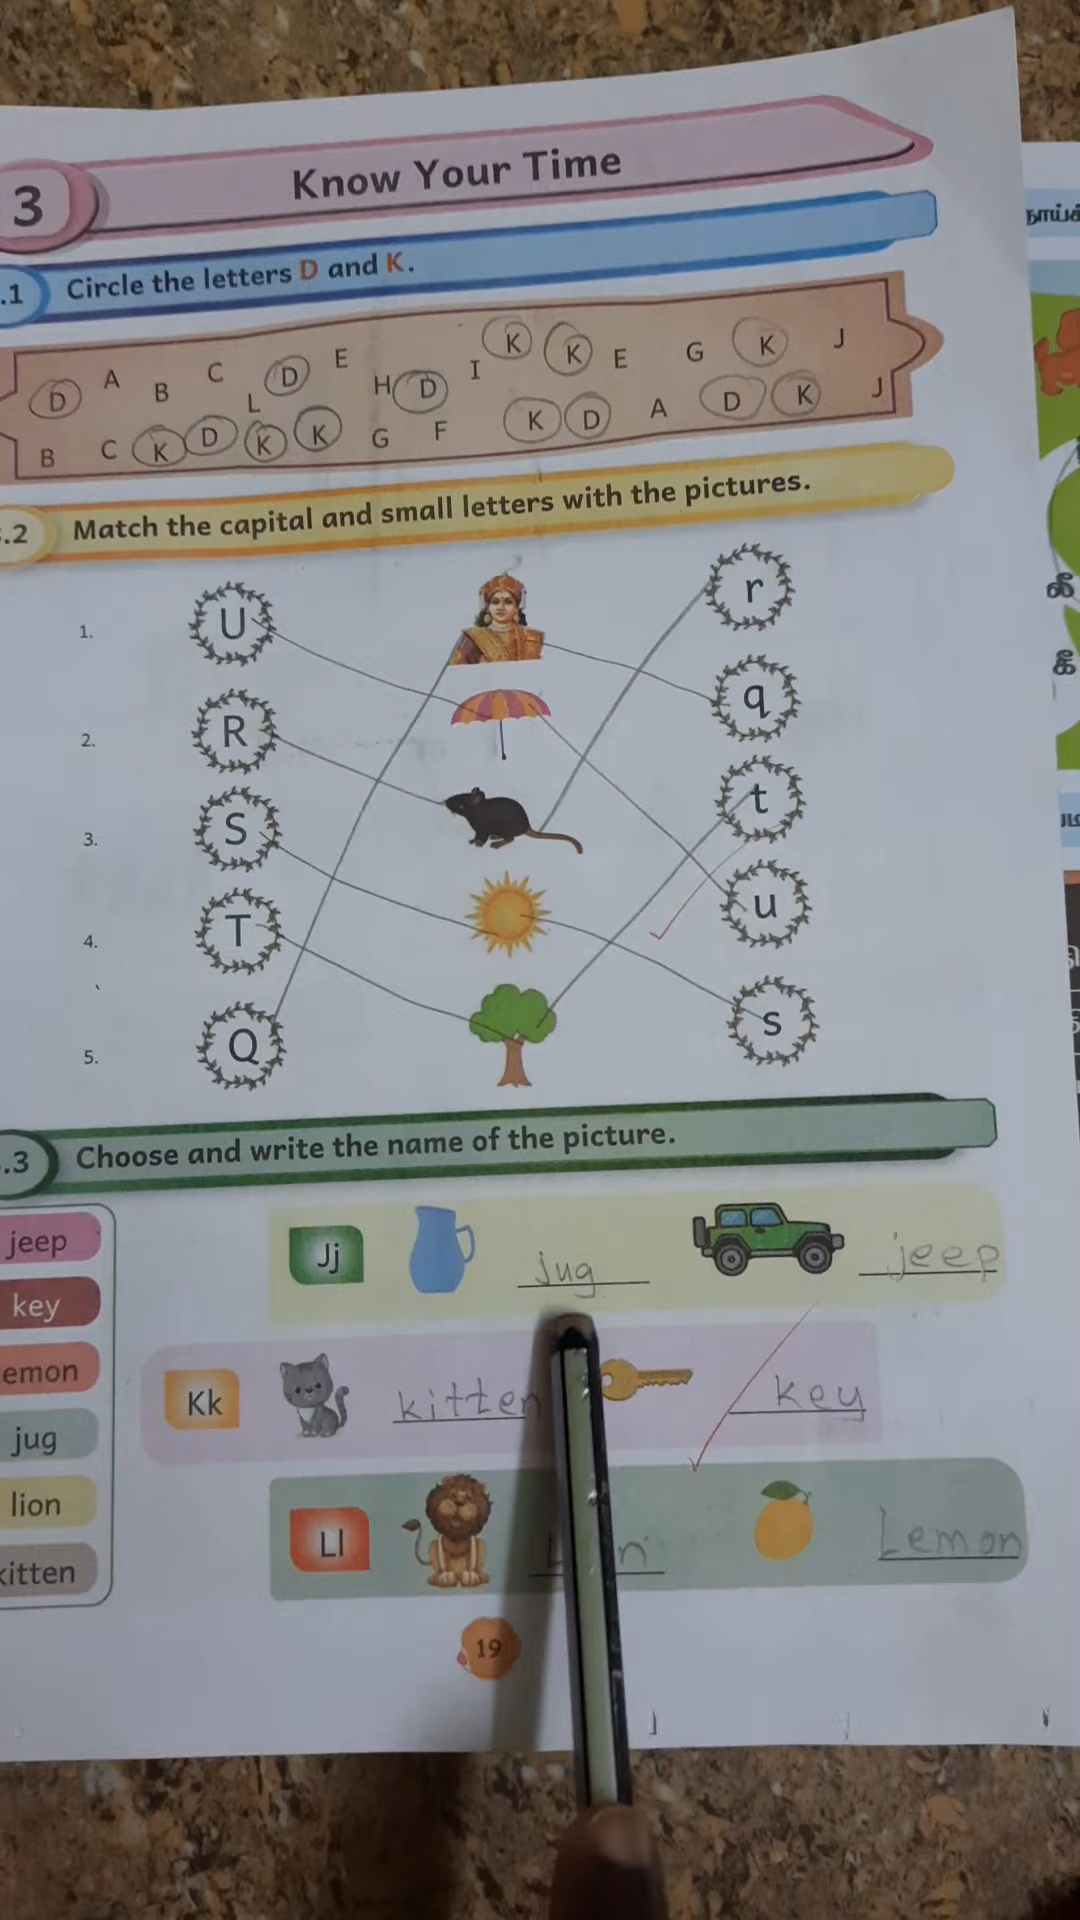 3 Know Your Time
.1 Circle the letters D and K.
D A B C D E H D I K K E G K J
B C K D L K K G F K D A D K J
.2 Match the capital and small letters with the pictures.
1. U r
2. R q
3. S t
4. T u
5. Q s
.3 Choose and write the name of the picture.
jeep
key
emon
jug
lion
kitten
Jj jug jeep
Kk kitten key
Ll Lemon
19
லீ